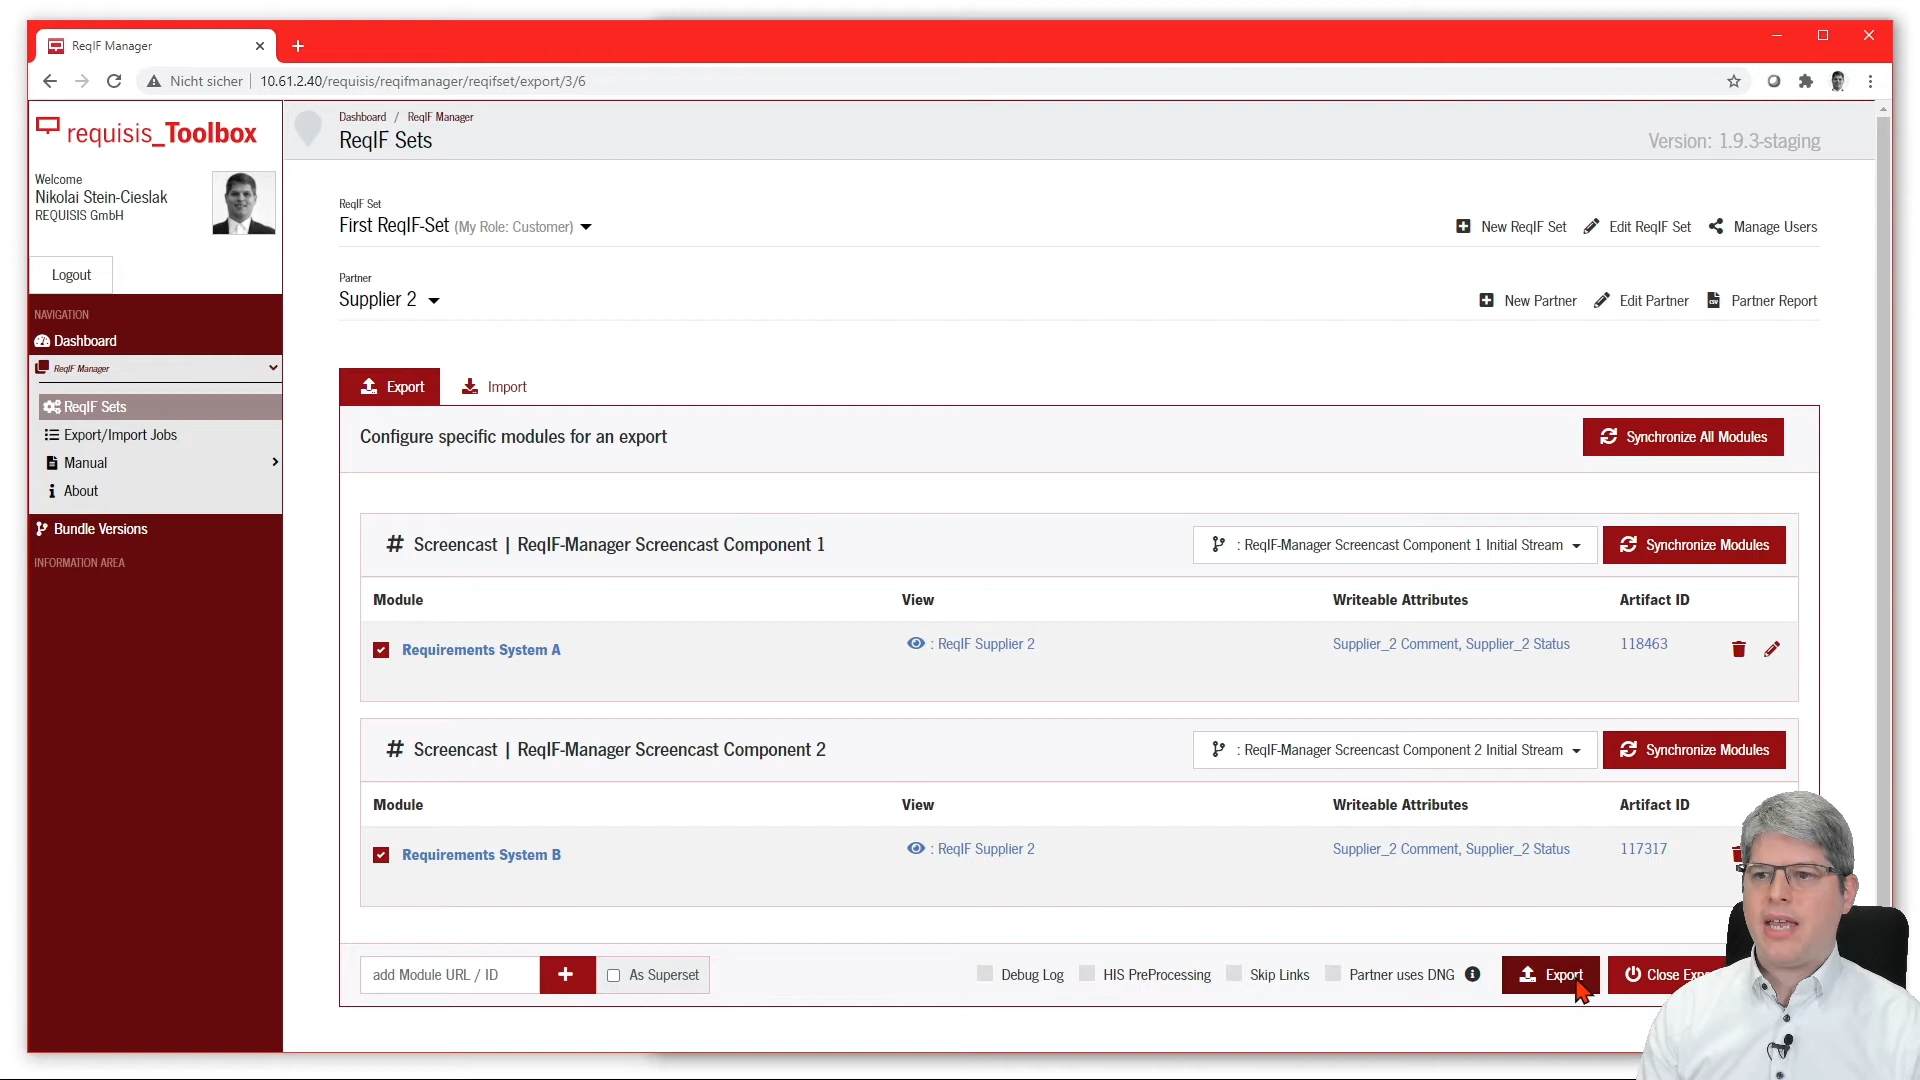 ReqIF Manager
Nicht sicher 10.61.2.40/requisis/reqifmanager/reqifset/export/3/6
requisis_Toolbox
Welcome
Nikolai Stein-Cieslak
REQUISIS GmbH
Logout
NAVIGATION
Dashboard
ReqIF Manager
ReqIF Sets
Export/Import Jobs
Manual
About
Bundle Versions
INFORMATION AREA
Dashboard / ReqIF Manager
ReqIF Sets
Version: 1.9.3-staging
ReqIF Set
First ReqIF-Set (My Role: Customer)
New ReqIF Set Edit ReqIF Set Manage Users
Partner
Supplier 2
New Partner Edit Partner Partner Report
Export Import
Configure specific modules for an export
Synchronize All Modules
# Screencast | ReqIF-Manager Screencast Component 1
: ReqIF-Manager Screencast Component 1 Initial Stream
Synchronize Modules
Module View Writeable Attributes Artifact ID
Requirements System A : ReqIF Supplier 2 Supplier_2 Comment, Supplier_2 Status 118463
# Screencast | ReqIF-Manager Screencast Component 2
: ReqIF-Manager Screencast Component 2 Initial Stream
Synchronize Modules
Module View Writeable Attributes Artifact ID
Requirements System B : ReqIF Supplier 2 Supplier_2 Comment, Supplier_2 Status 117317
add Module URL / ID + As Superset Debug Log HIS PreProcessing Skip Links Partner uses DNG Export Close